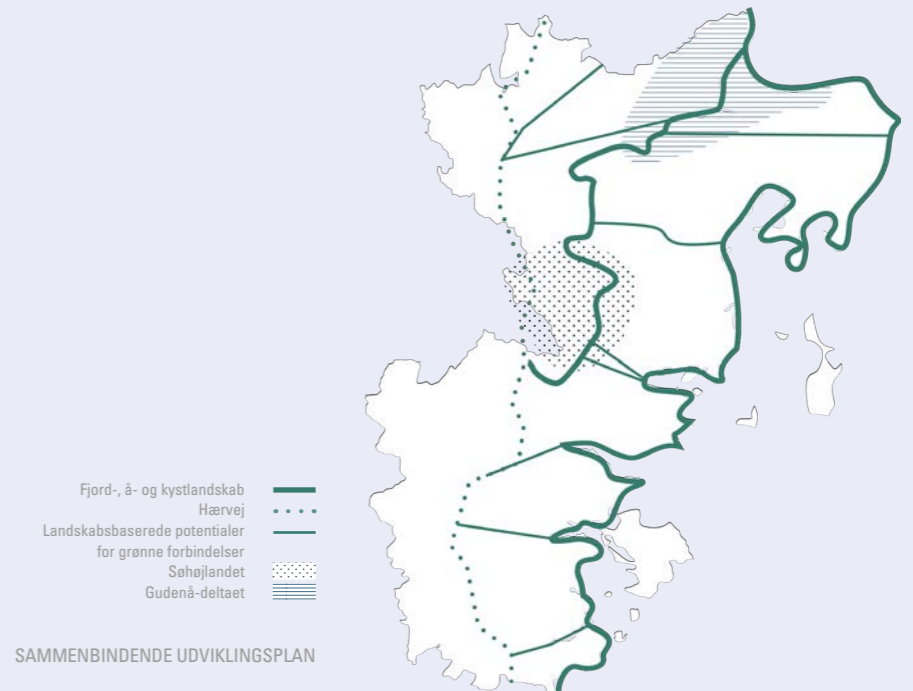 Fjord-, å- og kystlandskab
Hærvej
Landskabsbaserede potentialer
for grønne forbindelser
Søhøjlandet
Gudenå-deltaet
SAMMENBINDENDE UDVIKLINGSPLAN